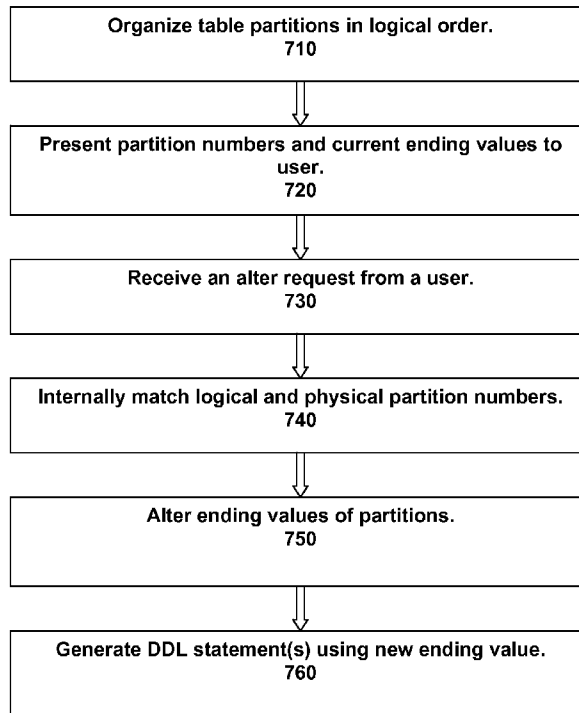 Organize table partitions in logical order.
710
Present partition numbers and current ending values to
user.
720
Receive an alter request from a user.
730
Internally match logical and physical partition numbers.
740
Alter ending values of partitions.
750
Generate DDL statement(s) using new ending value.
760